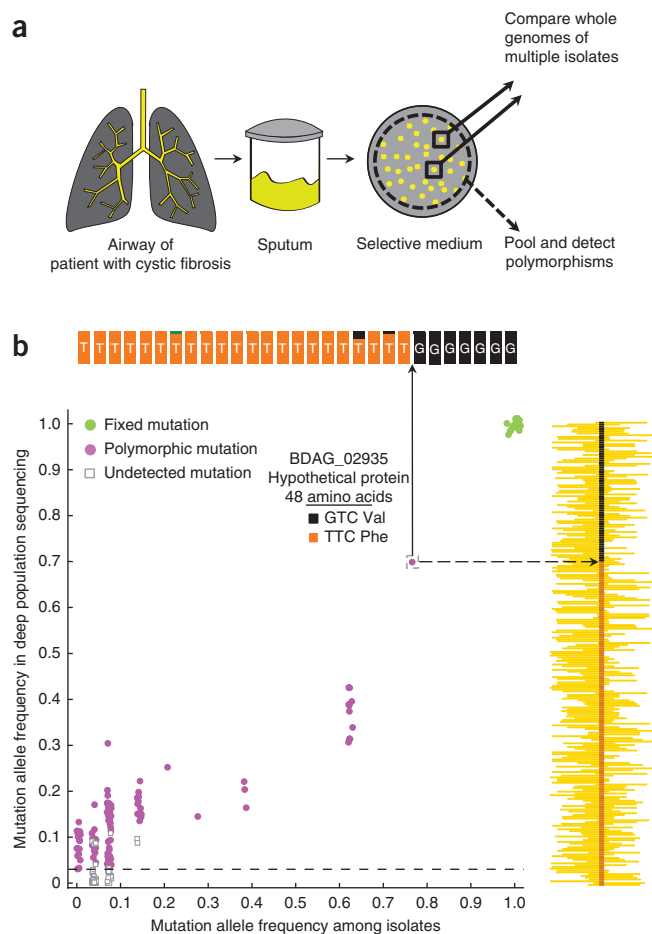 a
Compare whole
genomes of
multiple isolates
Airway of
patient with cystic fibrosis
Sputum
Selective medium
Pool and detect
polymorphisms
b
T T T T T T T T T T T T T T T T T T T T T T G G G G G G G
Fixed mutation
Polymorphic mutation
Undetected mutation
BDAG_02935
Hypothetical protein
48 amino acids
GTC Val
TTC Phe
Mutation allele frequency in deep population sequencing
1.0
0.9
0.8
0.7
0.6
0.5
0.4
0.3
0.2
0.1
0
0 0.1 0.2 0.3 0.4 0.5 0.6 0.7 0.8 0.9 1.0
Mutation allele frequency among isolates